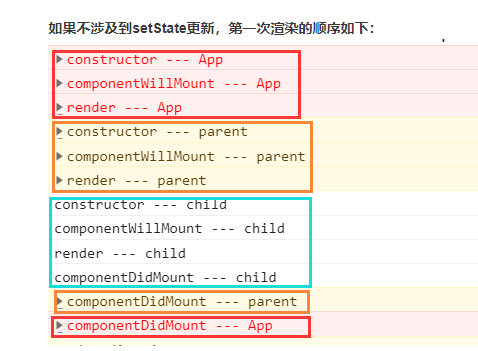 如果不涉及到setState更新，第一次渲染的顺序如下：
constructor --- App
componentWillMount --- App
render --- App
constructor --- parent
componentWillMount --- parent
render --- parent
constructor --- child
componentWillMount --- child
render --- child
componentDidMount --- child
componentDidMount --- parent
componentDidMount --- App